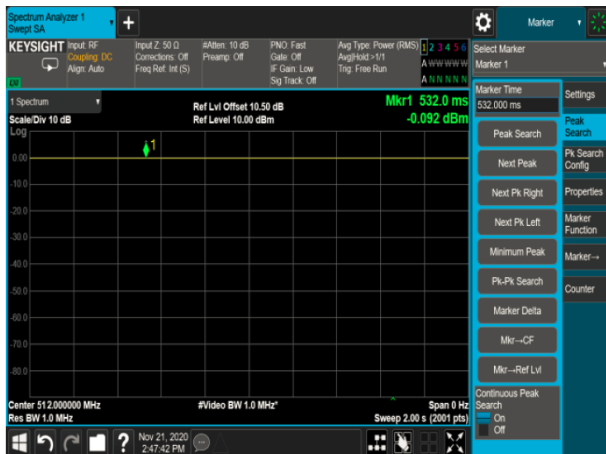 Spectrum Analyzer 1
Swept SA
Marker
KEYSIGHT
Input: RF
Coupling: DC
Align: Auto
Input Z: 50 Ω
Corrections: Off
Freq Ref: Int (S)
#Atten: 10 dB
Preamp: Off
PNO: Fast
Gate: Off
IF Gain: Low
Sig Track: Off
Avg Type: Power (RMS)
Avg|Hold:>1/1
Trig: Free Run
1 2 3 4 5 6
A W W W W W
A N N N N N
Select Marker
Marker 1
1 Spectrum
Scale/Div 10 dB
Log
Ref Lvl Offset 10.50 dB
Ref Level 10.00 dBm
Mkr1 532.0 ms
-0.092 dBm
1
0.00
-10.0
-20.0
-30.0
-40.0
-50.0
-60.0
-70.0
-80.0
Center 512.000000 MHz
Res BW 1.0 MHz
#Video BW 1.0 MHz*
Span 0 Hz
Sweep 2.00 s (2001 pts)
Marker Time
532.000 ms
Peak Search
Next Peak
Next Pk Right
Next Pk Left
Minimum Peak
Pk-Pk Search
Marker Delta
Mkr→CF
Mkr→Ref Lvl
Continuous Peak
Search
On
Off
Settings
Peak
Search
Pk Search
Config
Properties
Marker
Function
Marker→
Counter
?
Nov 21, 2020
2:47:42 PM